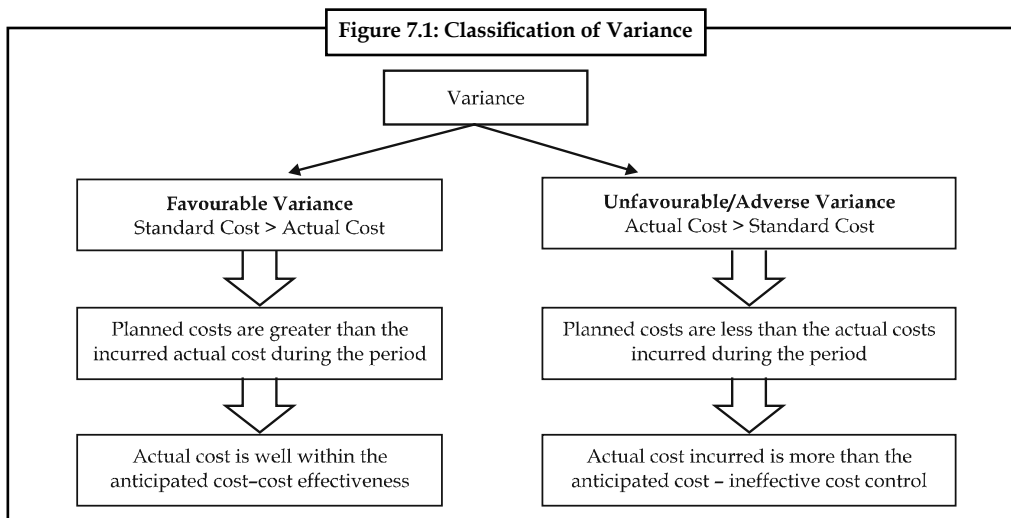 Figure 7.1: Classification of Variance
Variance
Favourable Variance
Standard Cost > Actual Cost
Unfavourable/Adverse Variance
Actual Cost > Standard Cost
Planned costs are greater than the
incurred actual cost during the period
Planned costs are less than the actual costs
incurred during the period
Actual cost is well within the
anticipated cost–cost effectiveness
Actual cost incurred is more than the
anticipated cost – ineffective cost control